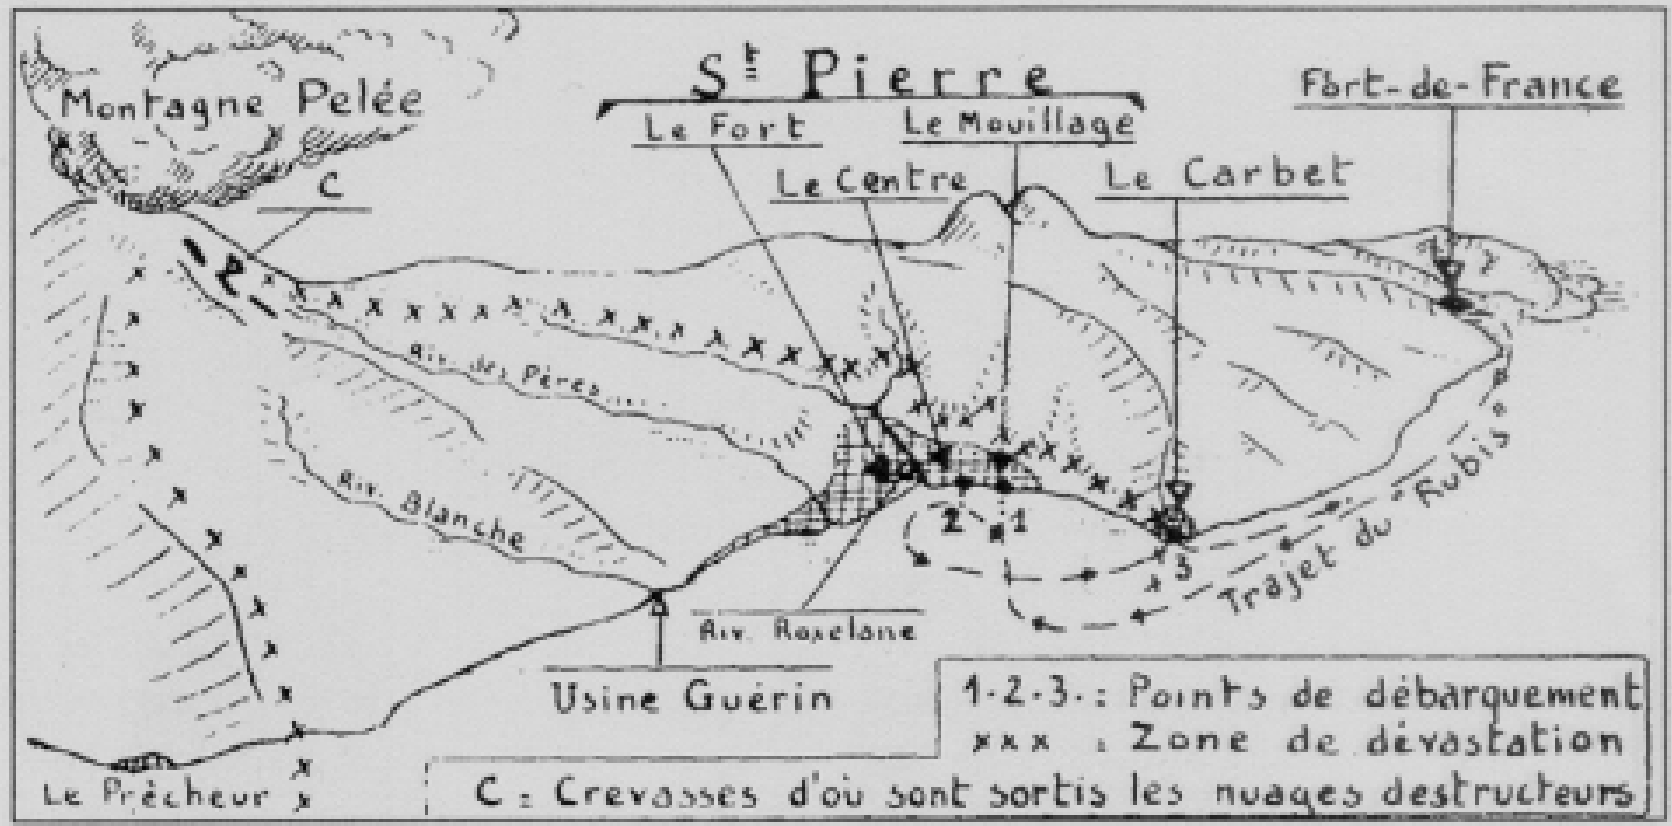 St Pierre
Fort-de-France
Montagne Pelée
Le Fort
Le Mouillage
C
Le Centre
Le Carbet
Riv. des Pères
Riv. Blanche
2
1
3
Trajet du "Rubis"
Riv. Roxelane
Usine Guérin
Le Prêcheur
1.2.3. : Points de débarquement
xxx : Zone de dévastation
C : Crevasses d'où sont sortis les nuages destructeurs